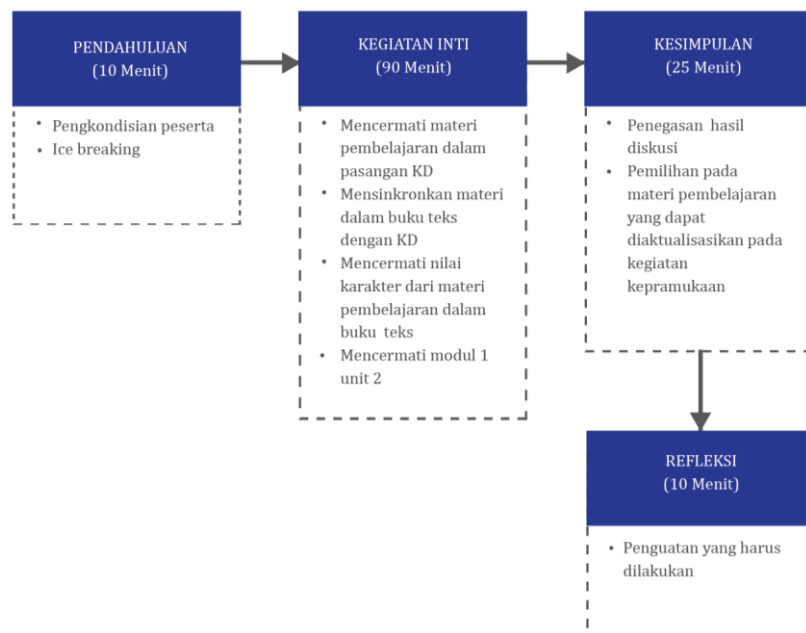 PENDAHULUAN
(10 Menit)
• Pengkondisian peserta
• Ice breaking
KEGIATAN INTI
(90 Menit)
• Mencermati materi
pembelajaran dalam
pasangan KD
• Mensinkronkan materi
dalam buku teks
dengan KD
• Mencermati nilai
karakter dari materi
pembelajaran dalam
buku teks
• Mencermati modul 1
unit 2
KESIMPULAN
(25 Menit)
• Penegasan hasil
diskusi
• Pemilihan pada
materi pembelajaran
yang dapat
diaktualisasikan pada
kegiatan
kepramukaan
REFLEKSI
(10 Menit)
• Penguatan yang harus
dilakukan